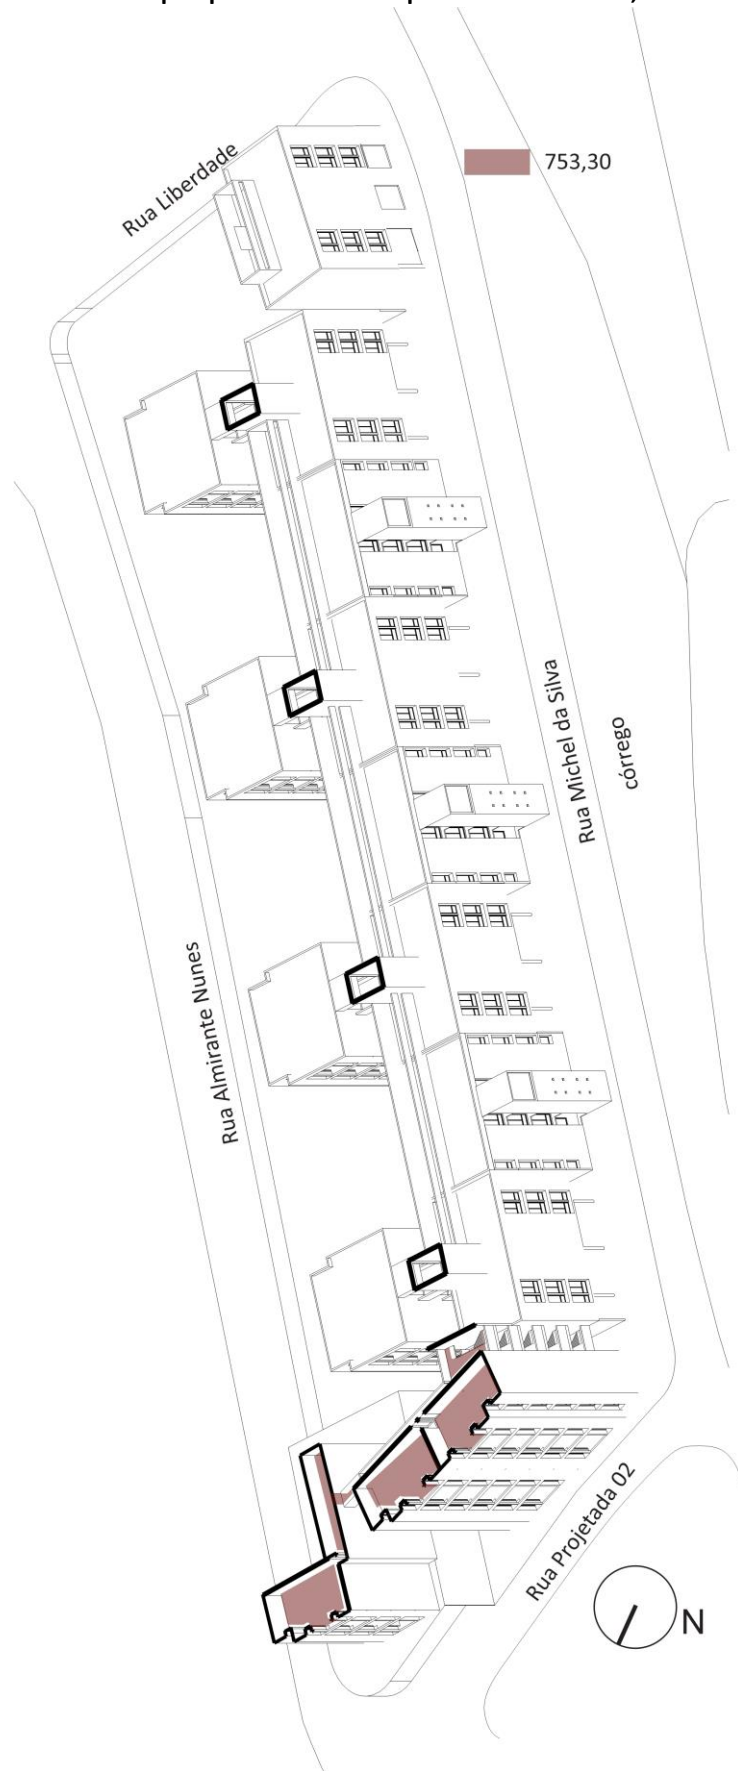 Rua Liberdade
753,30
Rua Michel da Silva
córrego
Rua Almirante Nunes
Rua Projetada 02
N